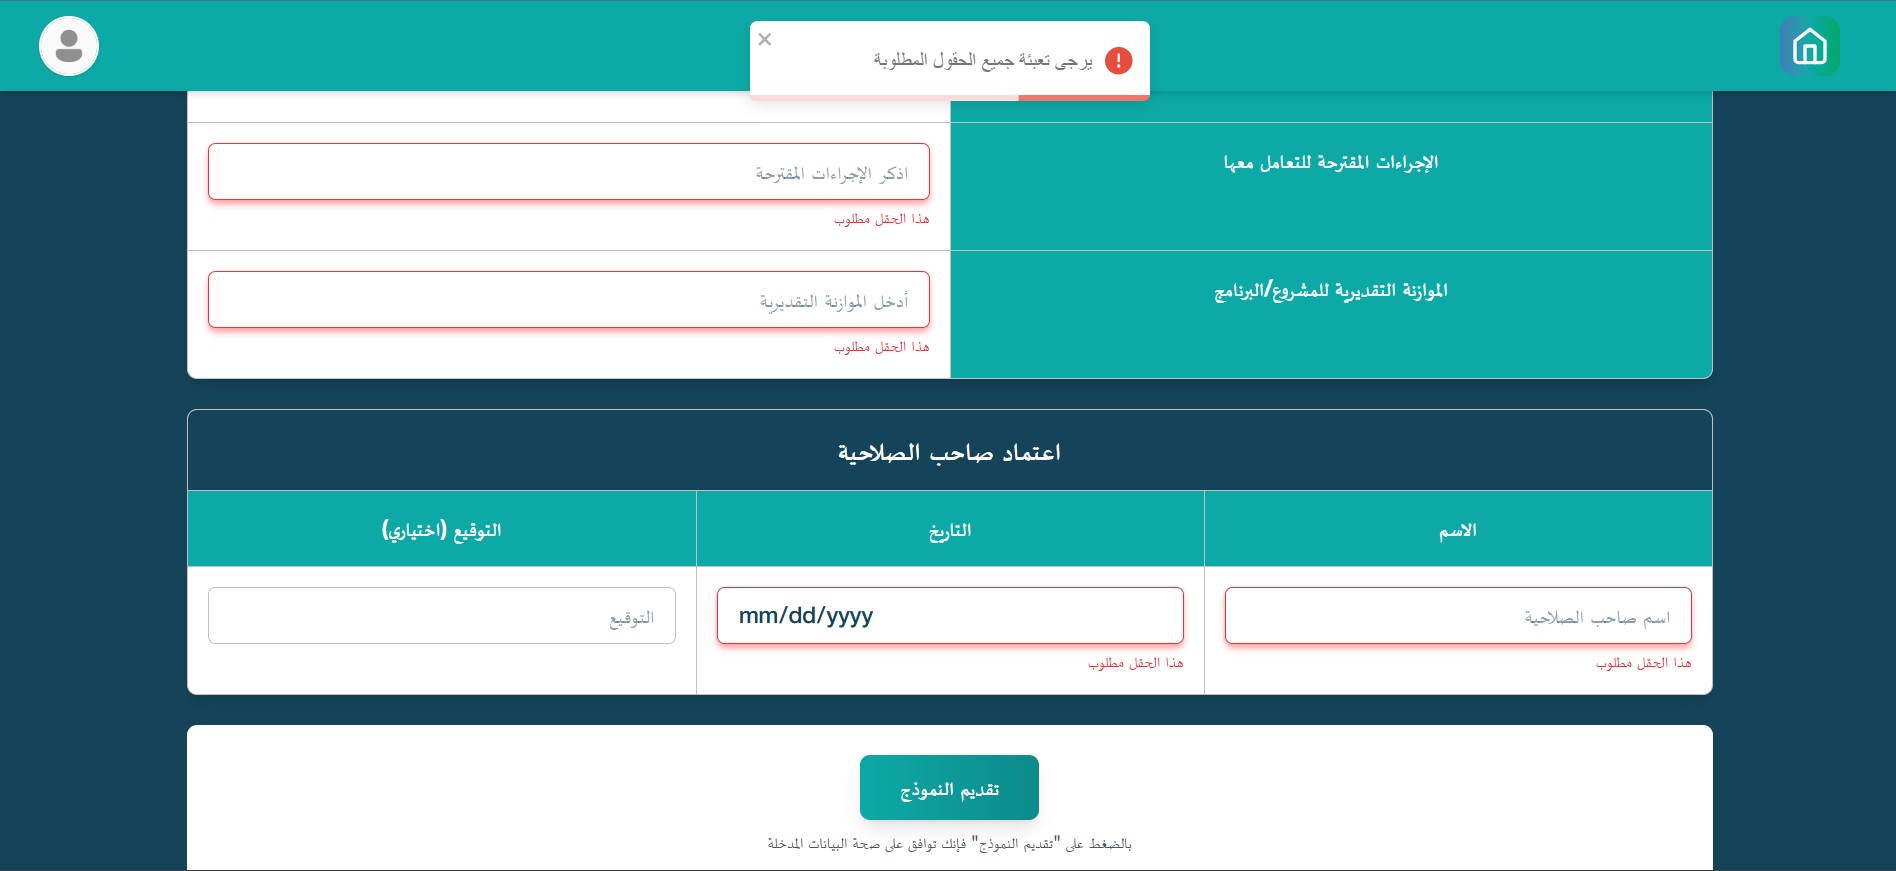 يرجى تعبئة جميع الحقول المطلوبة
الإجراءات المقترحة للتعامل معها
اذكر الإجراءات المقترحة
هذا الحقل مطلوب
الموازنة التقديرية للمشروع/البرنامج
أدخل الموازنة التقديرية
هذا الحقل مطلوب
اعتماد صاحب الصلاحية
الاسم
التاريخ
التوقيع (اختياري)
اسم صاحب الصلاحية
mm/dd/yyyy
التوقيع
هذا الحقل مطلوب
هذا الحقل مطلوب
تقديم النموذج
بالضغط على "تقديم النموذج" فإنك توافق على صحة البيانات المدخلة